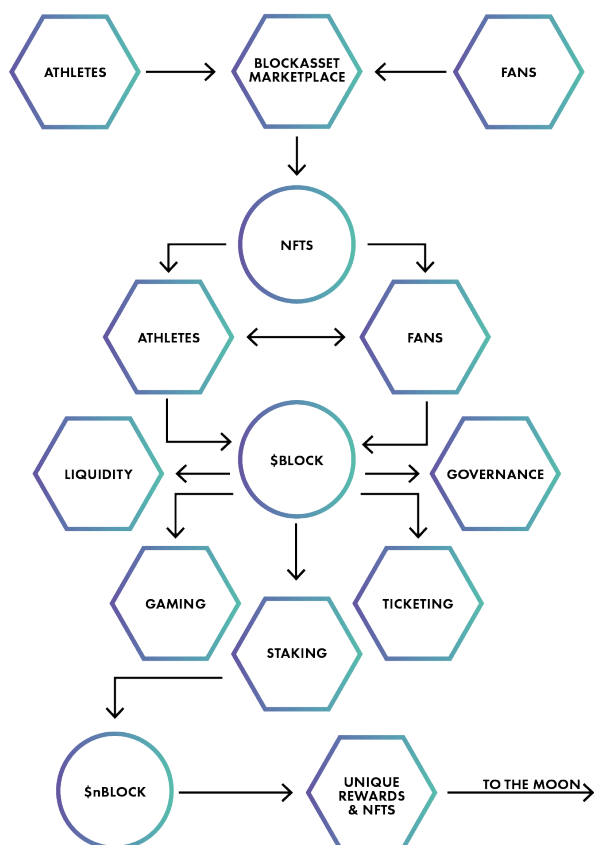 ATHLETES
BLOCKASSET
MARKETPLACE
FANS
NFTS
ATHLETES
FANS
$BLOCK
LIQUIDITY
GOVERNANCE
GAMING
TICKETING
STAKING
$nBLOCK
UNIQUE
REWARDS
& NFTS
TO THE MOON